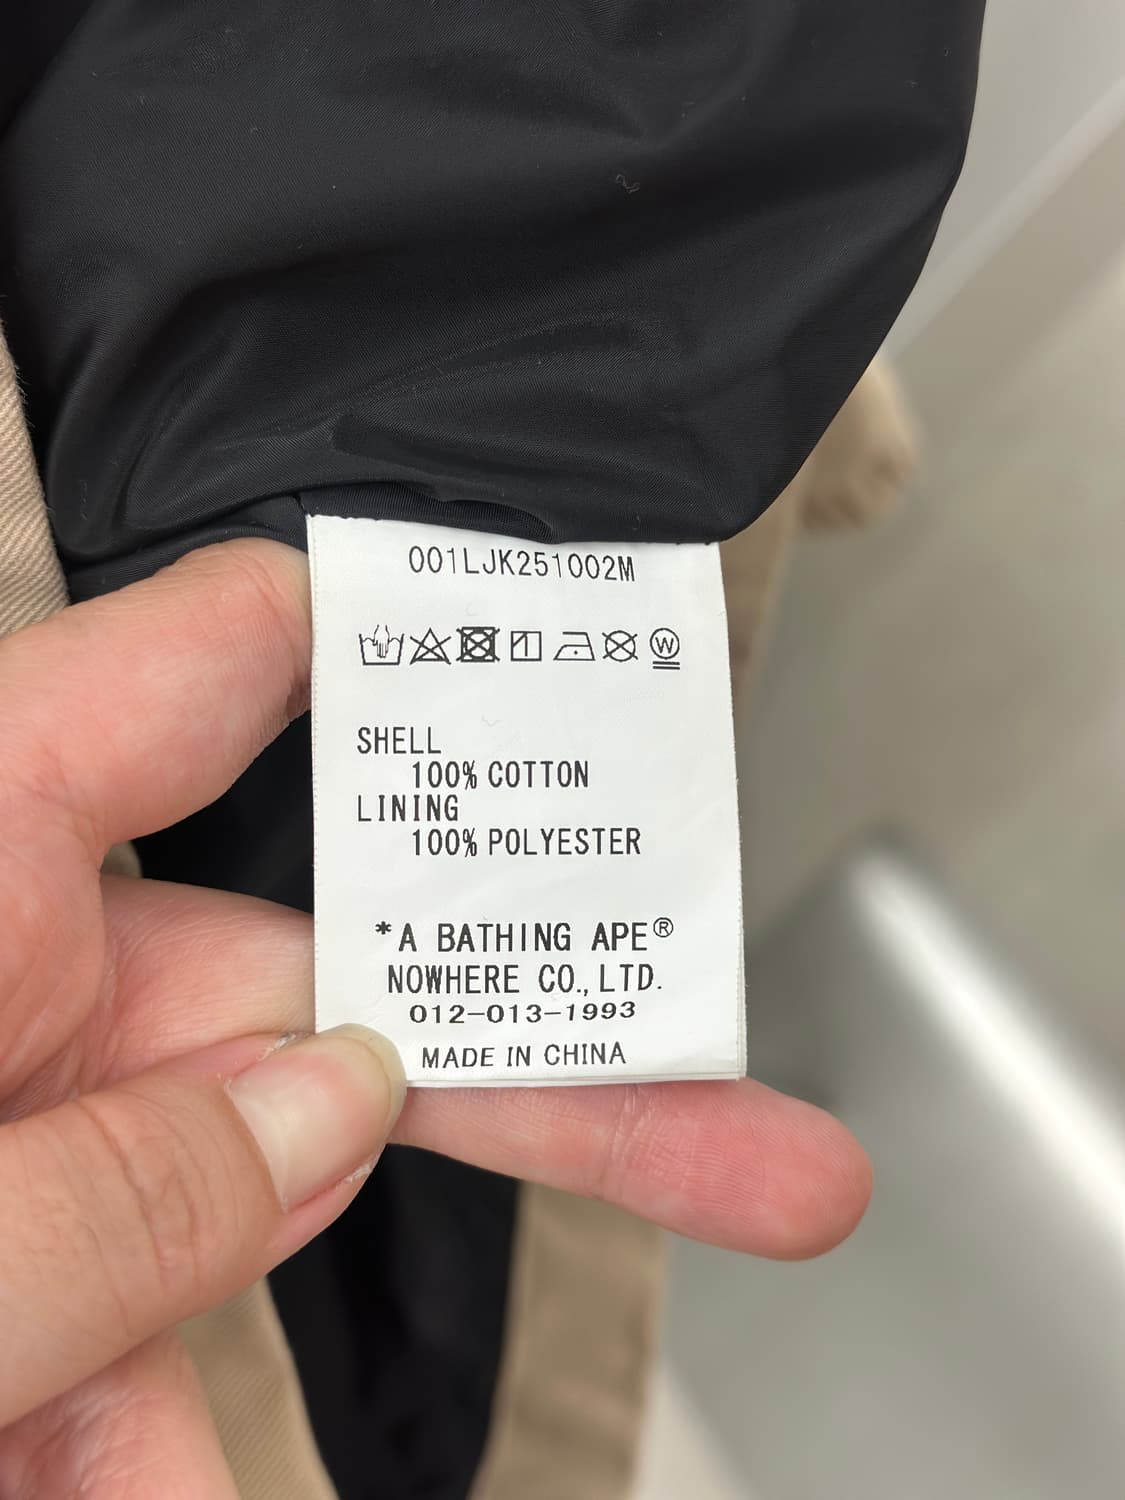 001LJK251002M
W
SHELL
100% COTTON
LINING
100% POLYESTER
*A BATHING APE®
NOWHERE CO., LTD.
012-013-1993
MADE IN CHINA